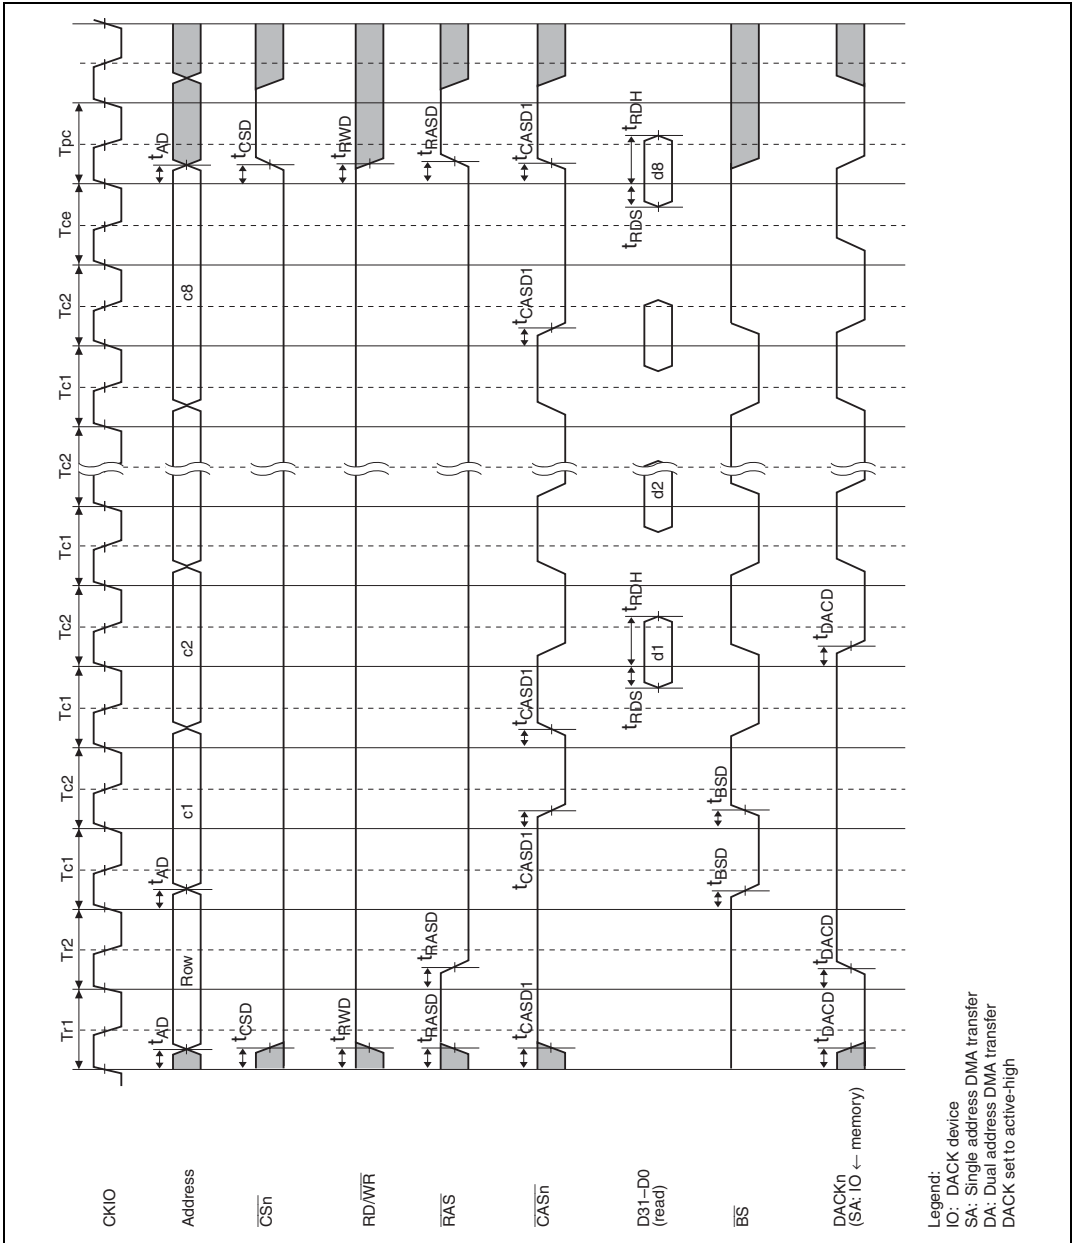 Tr1 Tr2 Tc1 Tc2 Tc1 Tc2 Tc1 Tc2 Tc1 Tc2 Tce Tpc
CKIO
tAD tAD tAD
Address Row c1 c2 c8
tCSD tCSD
CSn
tRWD tRWD
RD/WR
tRASD tRASD tRASD
RAS
tCASD1 tCASD1 tCASD1 tCASD1 tCASD1
CASn
tRDS tRDH tRDS tRDH
D31–D0
(read) d1 d2 d8
tBSD tBSD
BS
tDACD tDACD tDACD
DACKn
(SA: IO ← memory)
Legend:
IO: DACK device
SA: Single address DMA transfer
DA: Dual address DMA transfer
DACK set to active-high